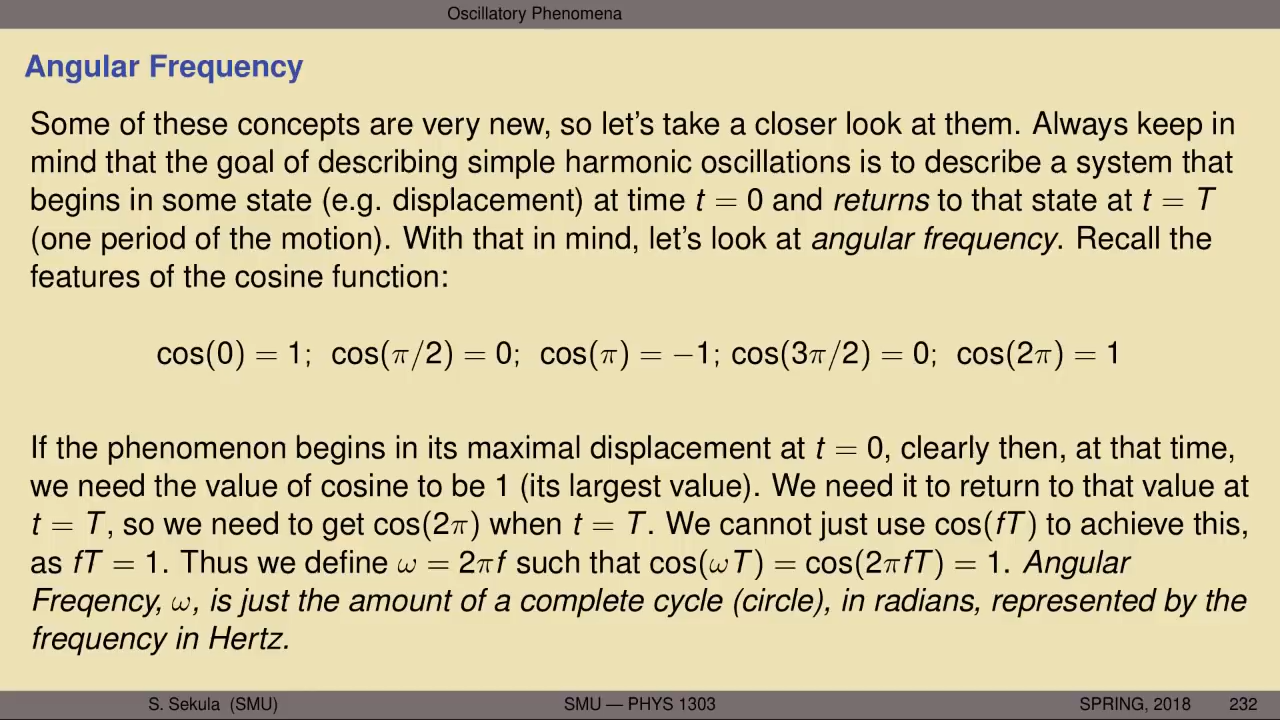 Oscillatory Phenomena
Angular Frequency
Some of these concepts are very new, so let's take a closer look at them. Always keep in
mind that the goal of describing simple harmonic oscillations is to describe a system that
begins in some state (e.g. displacement) at time t = 0 and returns to that state at t = T
(one period of the motion). With that in mind, let's look at angular frequency. Recall the
features of the cosine function:
cos(0) = 1; cos(π/2) = 0; cos(π) = −1; cos(3π/2) = 0; cos(2π) = 1
If the phenomenon begins in its maximal displacement at t = 0, clearly then, at that time,
we need the value of cosine to be 1 (its largest value). We need it to return to that value at
t = T, so we need to get cos(2π) when t = T. We cannot just use cos(fT) to achieve this,
as fT = 1. Thus we define ω = 2πf such that cos(ωT) = cos(2πfT) = 1. Angular
Freqency, ω, is just the amount of a complete cycle (circle), in radians, represented by the
frequency in Hertz.
S. Sekula (SMU) SMU — PHYS 1303 SPRING, 2018 232